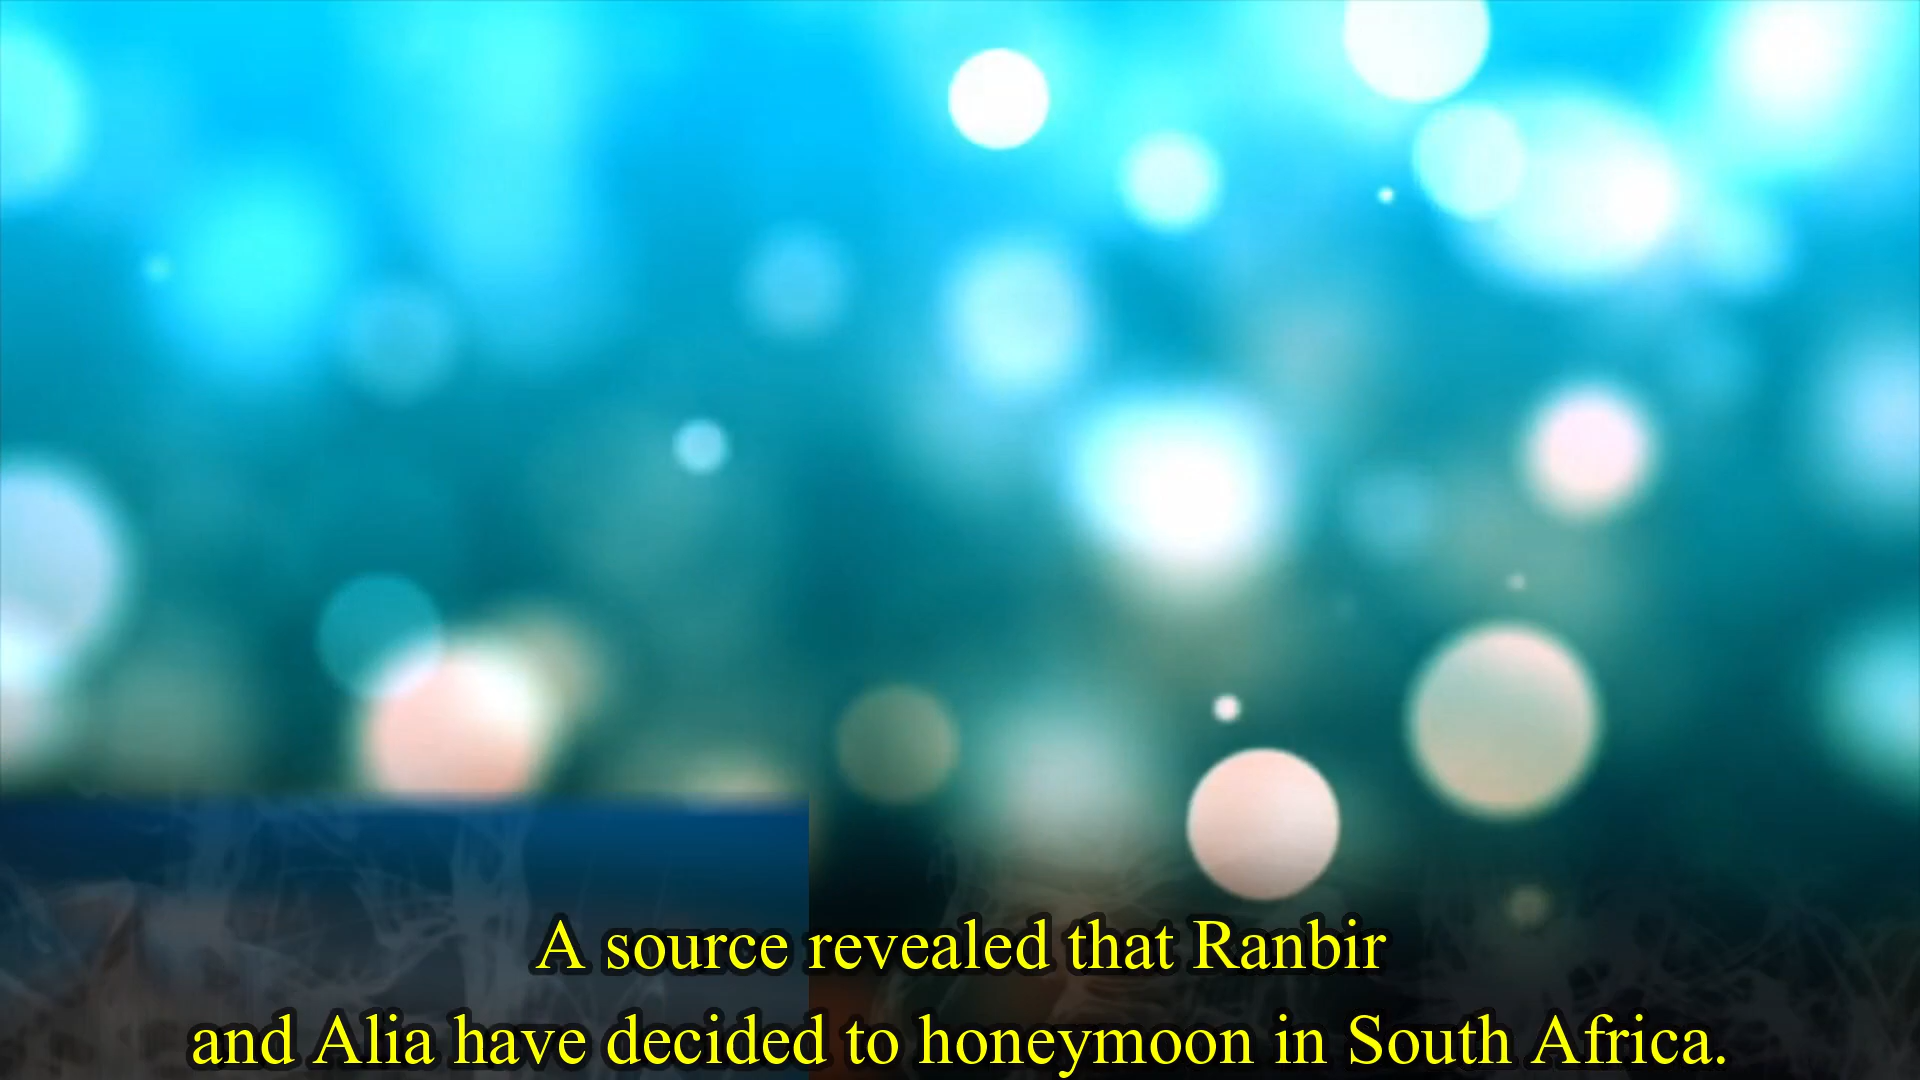 A source revealed that Ranbir
and Alia have decided to honeymoon in South Africa.